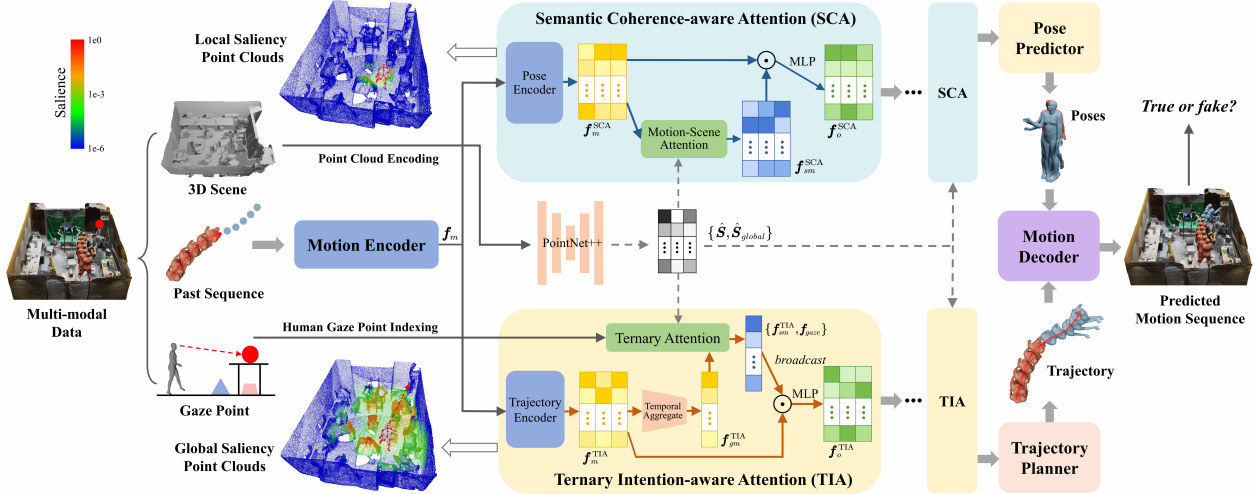 Semantic Coherence-aware Attention (SCA)
Local Saliency
Point Clouds
1e0
1e-3
1e-6
Salience
Pose
Encoder
f_m^SCA
Motion-Scene
Attention
f_sm^SCA
MLP
f_o^SCA
...
SCA
Pose
Predictor
Poses
True or fake?
3D Scene
Point Cloud Encoding
Past Sequence
Motion Encoder
f_m
PointNet++
{Ŝ, Ŝ_global}
Motion
Decoder
Predicted
Motion Sequence
Multi-modal
Data
Human Gaze Point Indexing
Gaze Point
Global Saliency
Point Clouds
Ternary Attention
{f_sm^TIA, f_gaze}
broadcast
Trajectory
Encoder
f_m^TIA
Temporal
Aggregate
f_gm^TIA
MLP
f_o^TIA
...
TIA
Trajectory
Trajectory
Planner
Ternary Intention-aware Attention (TIA)